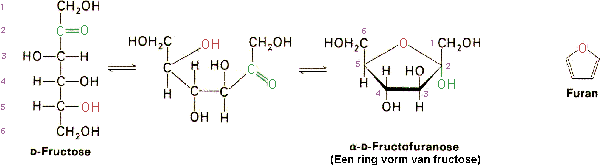 1 CH₂OH
2 C=O
3 HO—C—H
4 H—C—OH
5 H—C—OH
6 CH₂OH
D-Fructose
HOH₂C OH CH₂OH
C H HO C
H C C O
OH H
6 1
HOH₂C O CH₂OH
5 2
H H HO OH
4 3
OH H
α-D-Fructofuranose
(Een ring vorm van fructose)
O
Furan